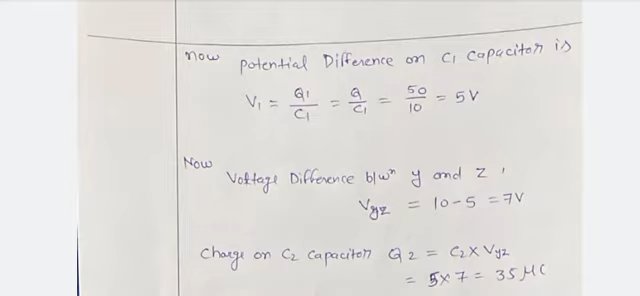 now potential Difference on C1 capacitor is
V1 = Q1/C1 = Q/C1 = 50/10 = 5V
Now
Voltage Difference b/wn y and z,
Vyz = 10-5 = 7V
Charge on C2 capacitor Q2 = C2 x Vyz
= 5x7 = 35 μC